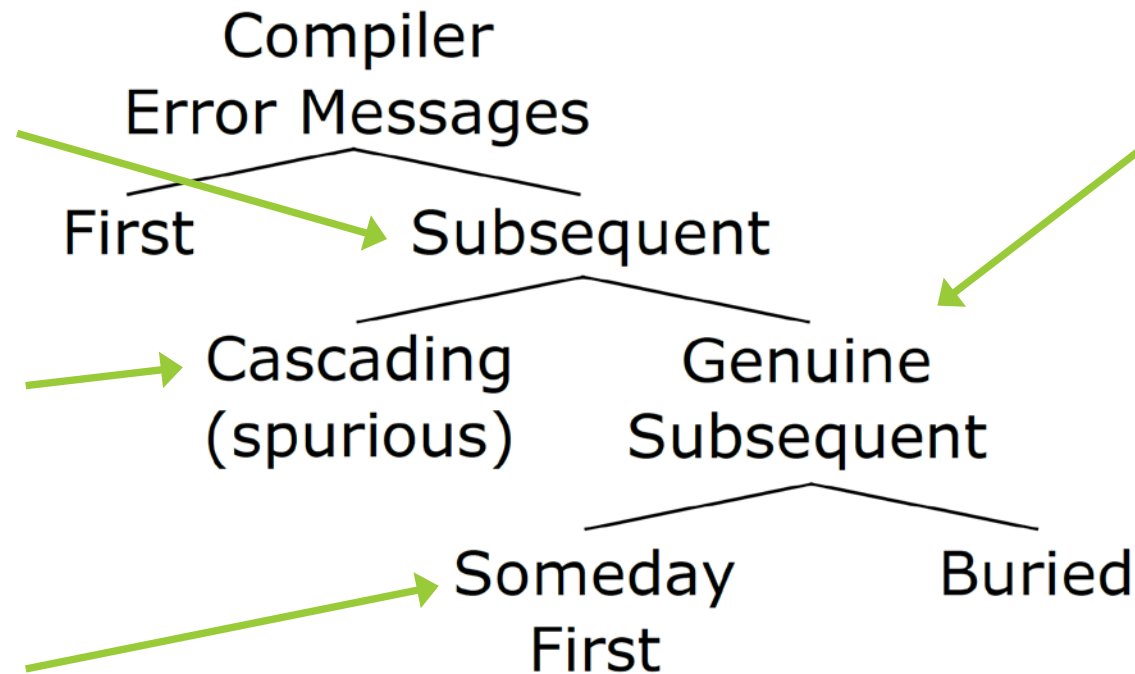 Compiler
Error Messages
First
Subsequent
Cascading
(spurious)
Genuine
Subsequent
Someday
First
Buried